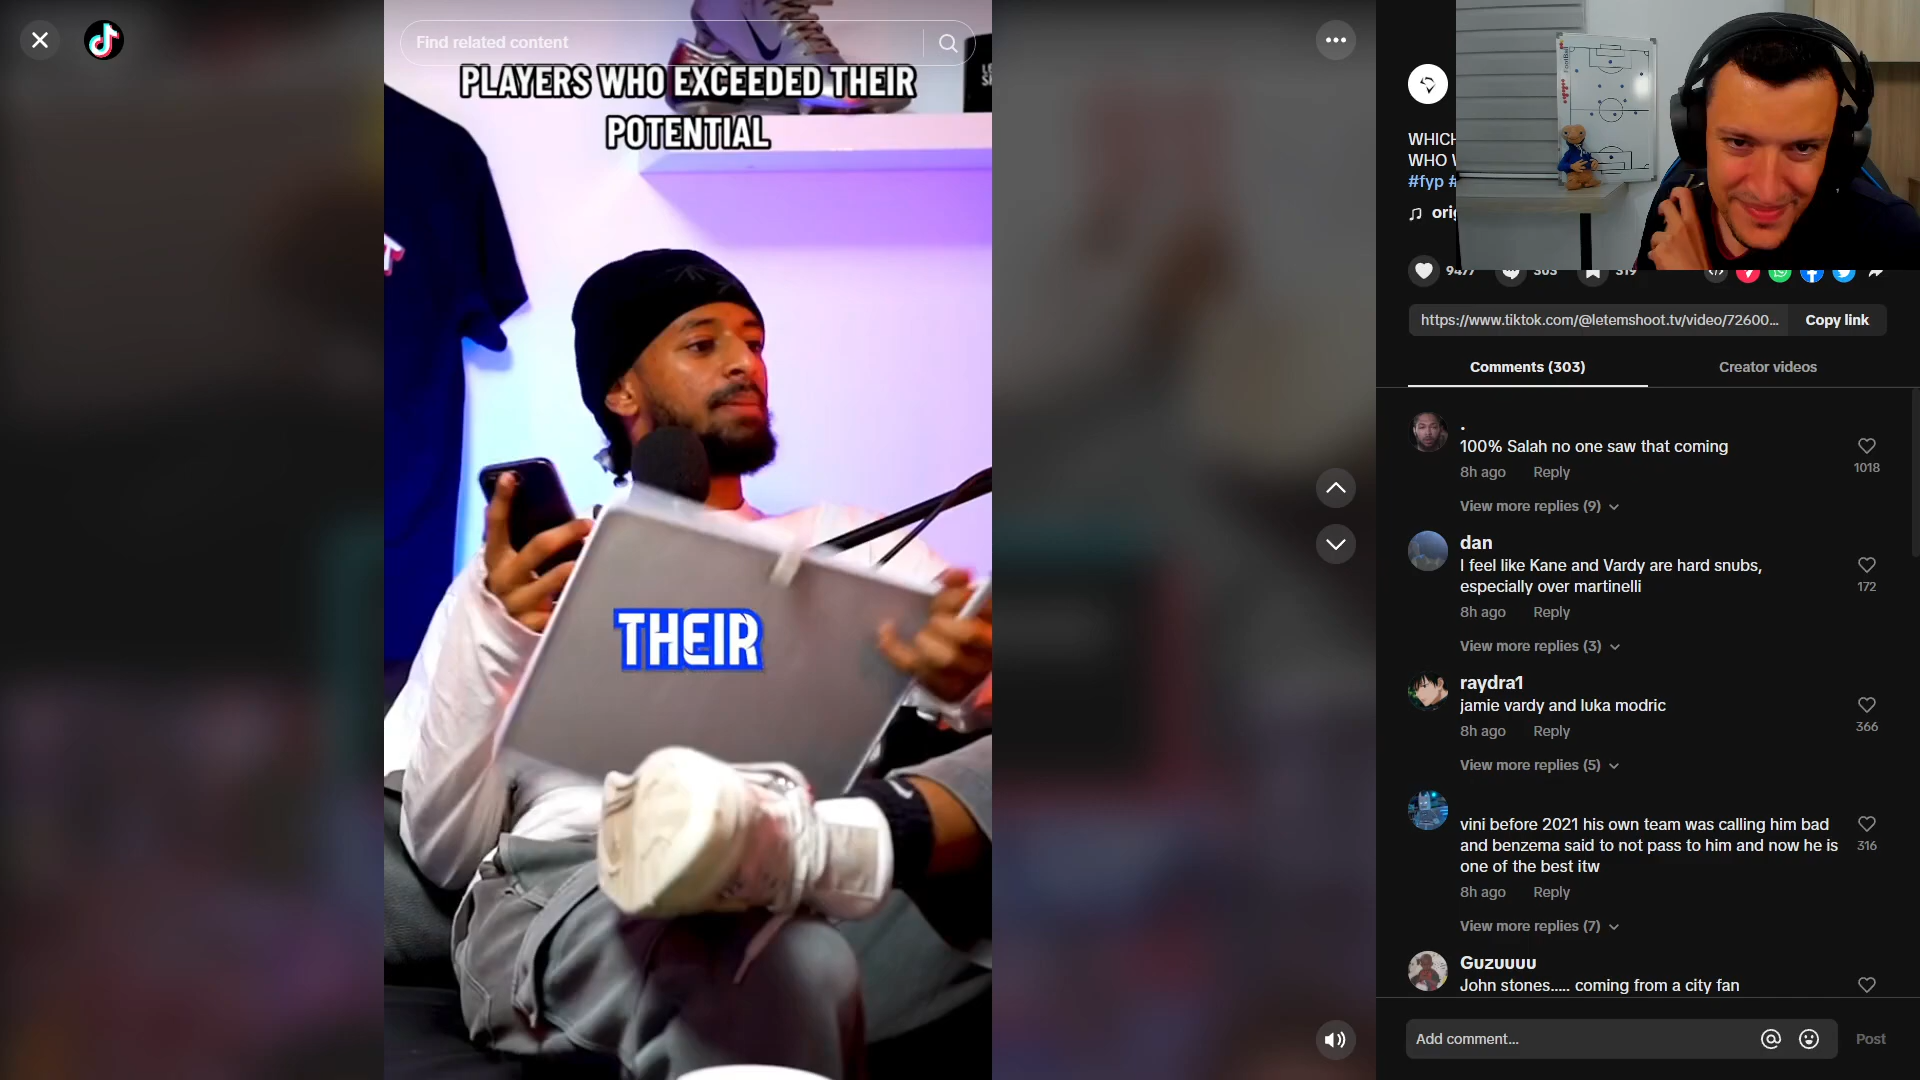 Find related content
PLAYERS WHO EXCEEDED THEIR
POTENTIAL
THEIR
WHO
#fyp
9477
303
319
https://www.tiktok.com/@letemshoot.tv/video/72600...
Copy link
Comments (303)
Creator videos
.
100% Salah no one saw that coming
1018
8h ago Reply
View more replies (9)
dan
I feel like Kane and Vardy are hard snubs,
especially over martinelli
172
8h ago Reply
View more replies (3)
raydra1
jamie vardy and luka modric
366
8h ago Reply
View more replies (5)
vini before 2021 his own team was calling him bad
and benzema said to not pass to him and now he is
one of the best itw
316
8h ago Reply
View more replies (7)
Guzuuuu
John stones..... coming from a city fan
Add comment...
Post